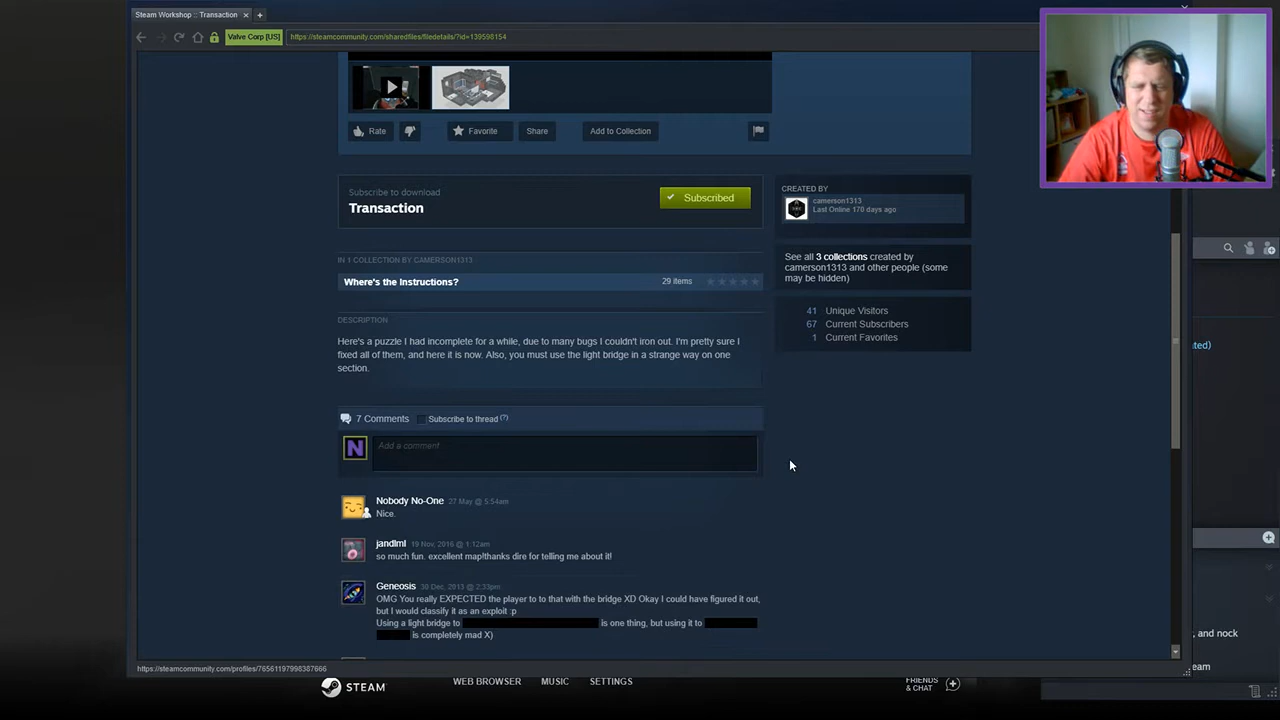 Steam Workshop :: Transaction
Valve Corp [US]
https://steamcommunity.com/sharedfiles/filedetails/?id=139598154
Rate
Favorite
Share
Add to Collection
Subscribe to download
Transaction
Subscribed
CREATED BY
camerson1313
Last Online 170 days ago
IN 1 COLLECTION BY CAMERSON1313
Where's the Instructions?
29 items
See all 3 collections created by
camerson1313 and other people (some
may be hidden)
41 Unique Visitors
67 Current Subscribers
1 Current Favorites
DESCRIPTION
Here's a puzzle I had incomplete for a while, due to many bugs I couldn't iron out. I'm pretty sure I
fixed all of them, and here it is now. Also, you must use the light bridge in a strange way on one
section.
7 Comments
Subscribe to thread (?)
N
Add a comment
Nobody No-One 27 May @ 5:54am
Nice.
jandlml 19 Nov, 2016 @ 1:12am
so much fun. excellent map!thanks dire for telling me about it!
Geneosis 30 Dec, 2013 @ 2:33pm
OMG You really EXPECTED the player to to that with the bridge XD Okay I could have figured it out,
but I would classify it as an exploit :p
Using a light bridge to is one thing, but using it to
is completely mad X)
https://steamcommunity.com/profiles/76561197998387666
STEAM
WEB BROWSER
MUSIC
SETTINGS
FRIENDS
& CHAT
ated)
, and nock
eam